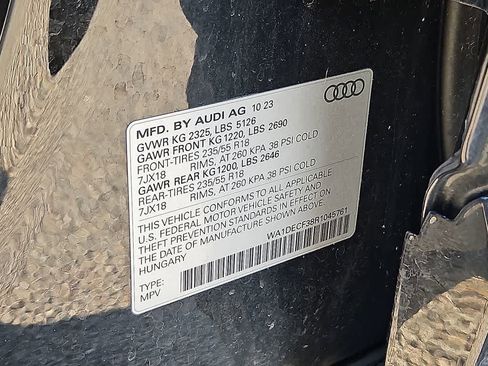 MFD. BY AUDI AG 10 23
GVWR KG 2325, LBS 5126
GAWR FRONT KG 1220, LBS 2690
FRONT-TIRES 235/55 R18
7JX18 RIMS, AT 260 KPA 38 PSI COLD
GAWR REAR KG1200, LBS 2646
REAR-TIRES 235/55 R18
7JX18 RIMS, AT 260 KPA 38 PSI COLD
THIS VEHICLE CONFORMS TO ALL APPLICABLE
U.S. FEDERAL MOTOR VEHICLE SAFETY AND
THEFT PREVENTION STANDARDS IN EFFECT ON
THE DATE OF MANUFACTURE SHOWN ABOVE
HUNGARY
WA1DECF38R1045761
TYPE:
MPV